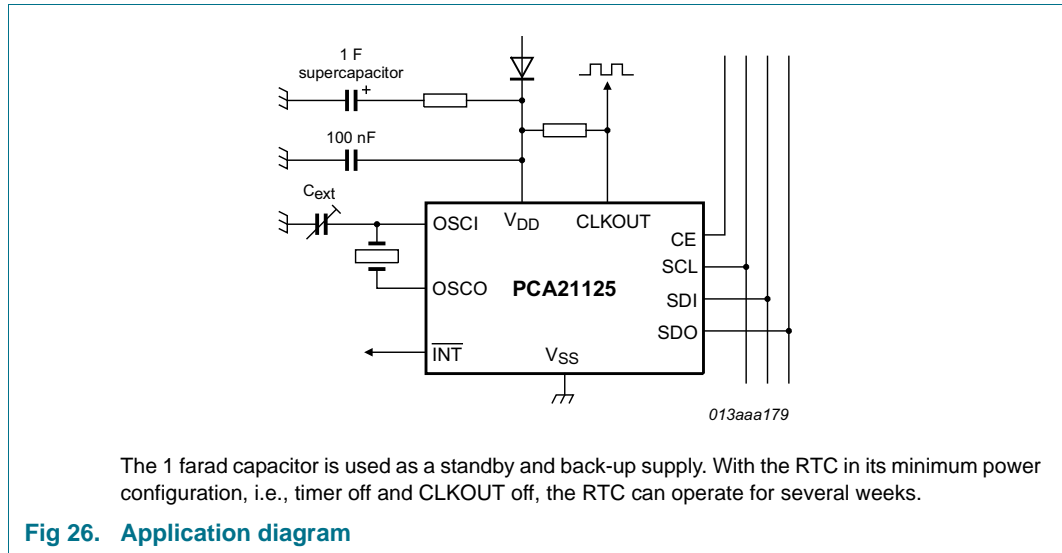 1 F
supercapacitor
+
100 nF
Cext
OSCI
VDD
CLKOUT
CE
SCL
OSCO
PCA21125
SDI
SDO
INT
VSS
013aaa179
The 1 farad capacitor is used as a standby and back-up supply. With the RTC in its minimum power
configuration, i.e., timer off and CLKOUT off, the RTC can operate for several weeks.
Fig 26. Application diagram